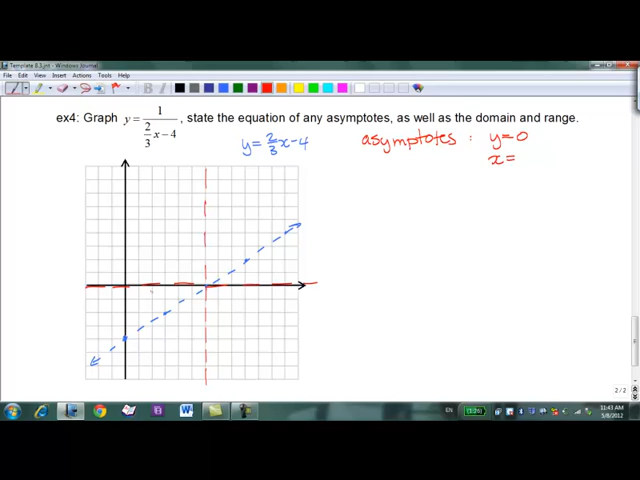 Template 8.3.jnt - Windows Journal
File Edit View Insert Actions Tools Help
B I
ex4: Graph y = 1 / (2/3 x − 4), state the equation of any asymptotes, as well as the domain and range.
y = 2/3 x − 4
asymptotes : y = 0
x =
2 / 2
EN
11:43 AM
5/8/2012